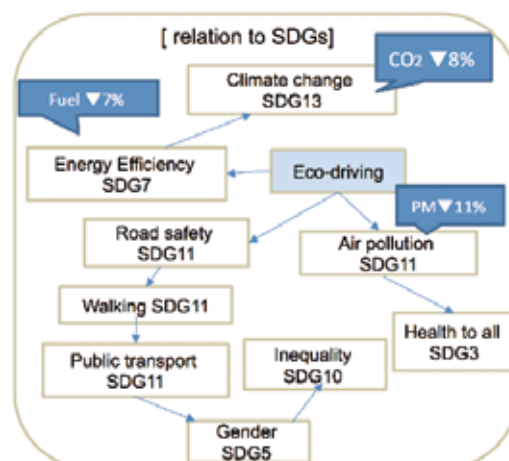 [ relation to SDGs]
CO2 ▼8%
Climate change
SDG13
Fuel ▼7%
Energy Efficiency
SDG7
Eco-driving
PM▼11%
Road safety
SDG11
Air pollution
SDG11
Walking SDG11
Health to all
SDG3
Public transport
SDG11
Inequality
SDG10
Gender
SDG5